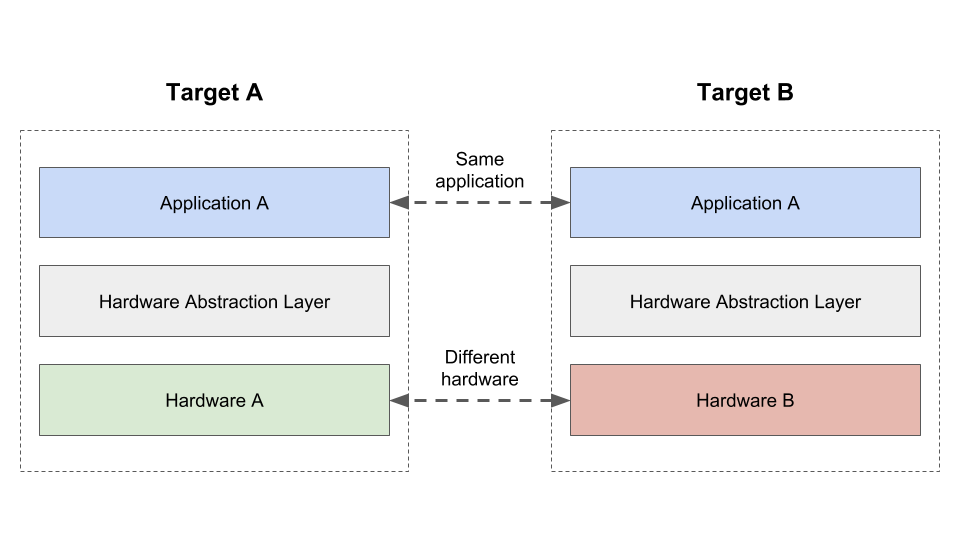 Target A
Target B
Same
application
Application A
Application A
Hardware Abstraction Layer
Hardware Abstraction Layer
Different
hardware
Hardware A
Hardware B